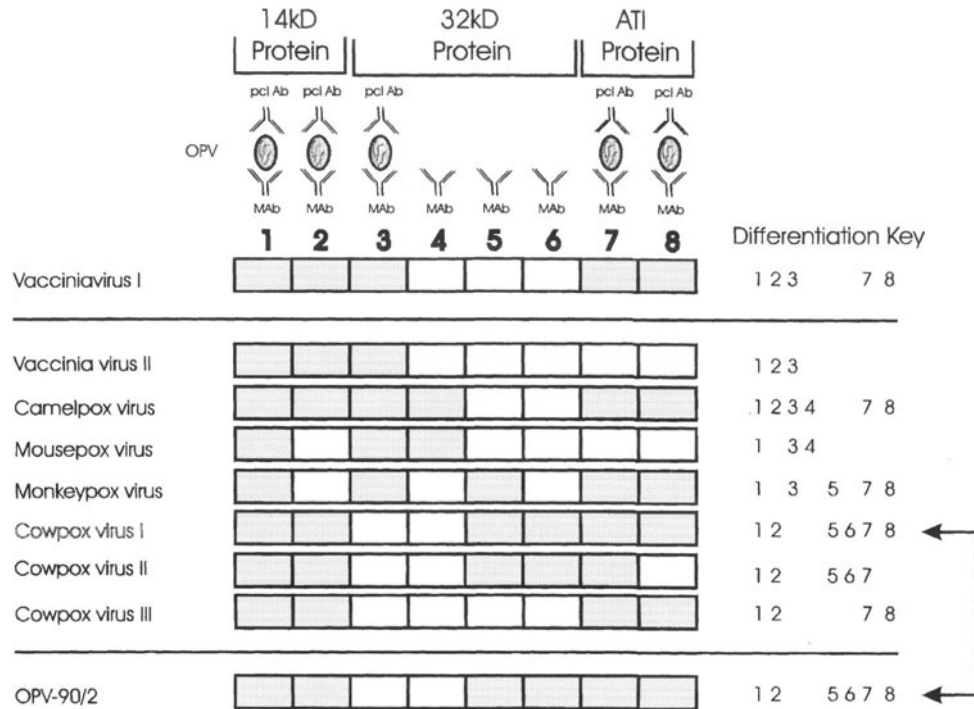 14kD 32kD ATI
Protein Protein Protein
pcl Ab pcl Ab pcl Ab pcl Ab pcl Ab
OPV
MAb MAb MAb MAb MAb
1 2 3 4 5 6 7 8 Differentiation Key
Vacciniavirus I 1 2 3 7 8
Vaccinia virus II 1 2 3
Camelpox virus 1 2 3 4 7 8
Mousepox virus 1 3 4
Monkeypox virus 1 3 5 7 8
Cowpox virus I 1 2 5 6 7 8
Cowpox virus II 1 2 5 6 7
Cowpox virus III 1 2 7 8
OPV-90/2 1 2 5 6 7 8